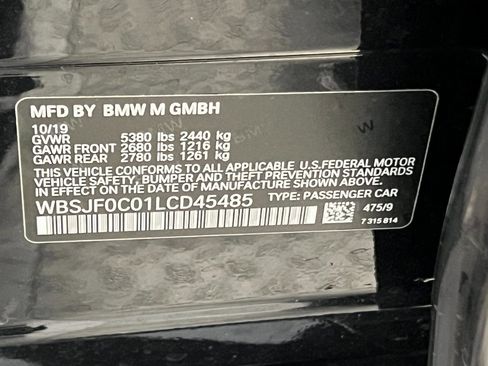 MFD BY BMW M GMBH
10/19
GVWR 5380 lbs 2440 kg
GAWR FRONT 2680 lbs 1216 kg
GAWR REAR 2780 lbs 1261 kg
THIS VEHICLE CONFORMS TO ALL APPLICABLE U.S.FEDERAL MOTOR
VEHICLE SAFETY, BUMPER AND THEFT PREVENTION STANDARDS
IN EFFECT ON THE DATE OF MANUFACTURE SHOWN ABOVE.
WBSJF0C01LCD45485 TYPE: PASSENGER CAR
475/9
7 315 814